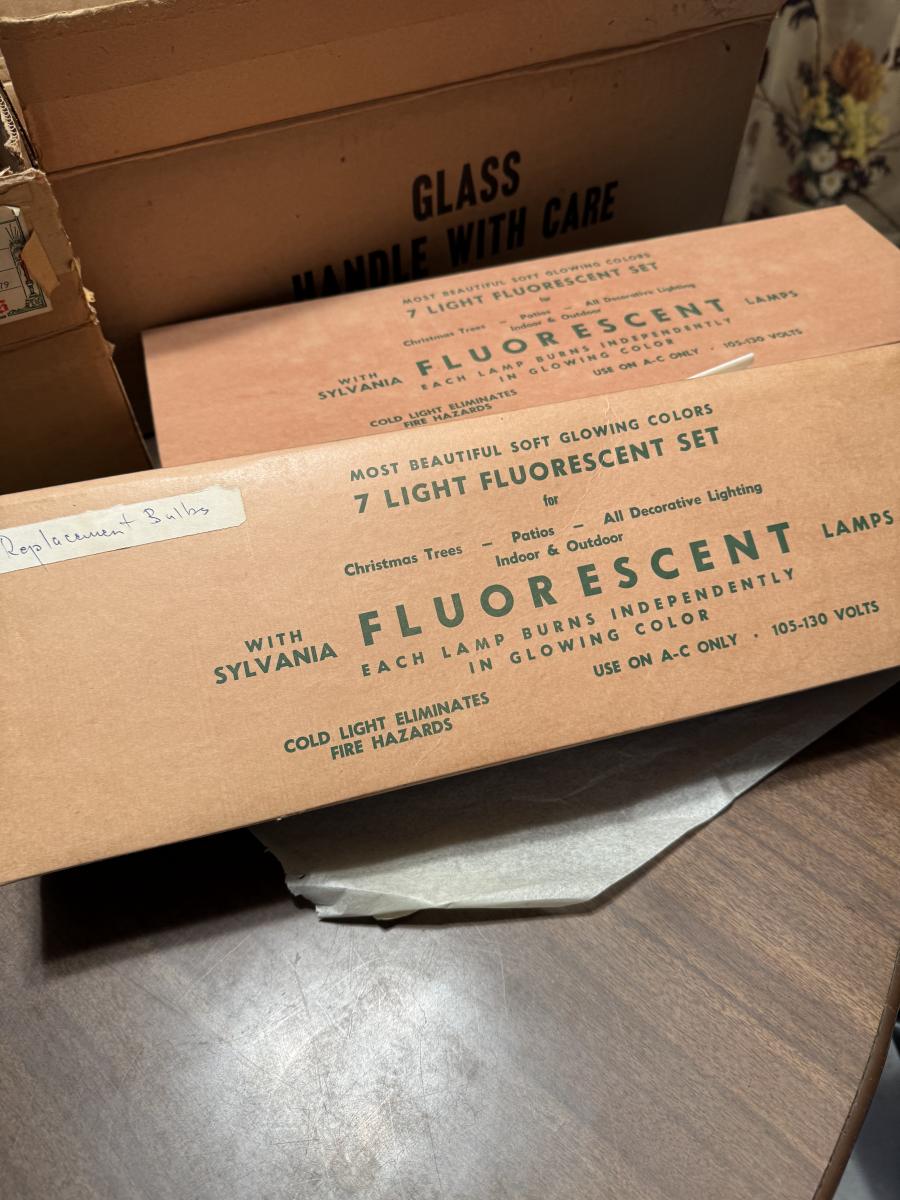 GLASS
HANDLE WITH CARE
79
MOST BEAUTIFUL SOFT GLOWING COLORS
7 LIGHT FLUORESCENT SET
for
Christmas Trees – Patios – All Decorative Lighting
Indoor & Outdoor
WITH SYLVANIA FLUORESCENT LAMPS
EACH LAMP BURNS INDEPENDENTLY
IN GLOWING COLOR
USE ON A-C ONLY · 105-130 VOLTS
COLD LIGHT ELIMINATES
FIRE HAZARDS
Replacement Bulbs
MOST BEAUTIFUL SOFT GLOWING COLORS
7 LIGHT FLUORESCENT SET
for
Christmas Trees – Patios – All Decorative Lighting
Indoor & Outdoor
WITH SYLVANIA FLUORESCENT LAMPS
EACH LAMP BURNS INDEPENDENTLY
IN GLOWING COLOR
USE ON A-C ONLY · 105-130 VOLTS
COLD LIGHT ELIMINATES
FIRE HAZARDS